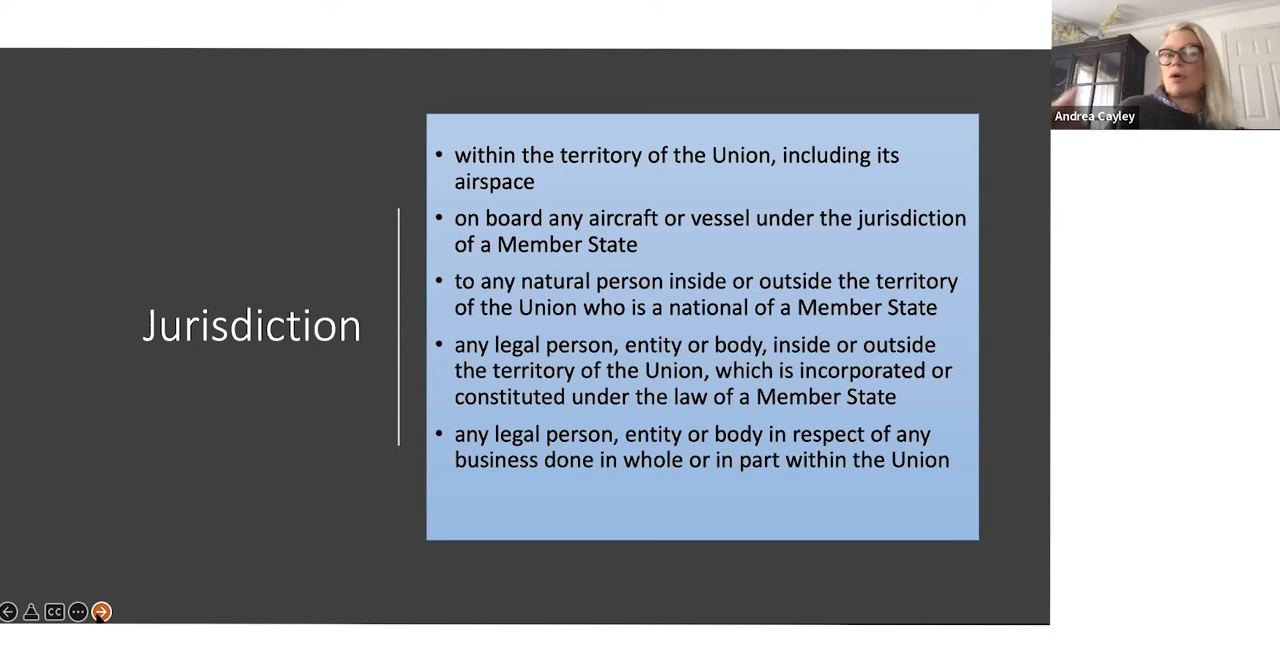 Andrea Cayley
Jurisdiction
• within the territory of the Union, including its
airspace
• on board any aircraft or vessel under the jurisdiction
of a Member State
• to any natural person inside or outside the territory
of the Union who is a national of a Member State
• any legal person, entity or body, inside or outside
the territory of the Union, which is incorporated or
constituted under the law of a Member State
• any legal person, entity or body in respect of any
business done in whole or in part within the Union
CC